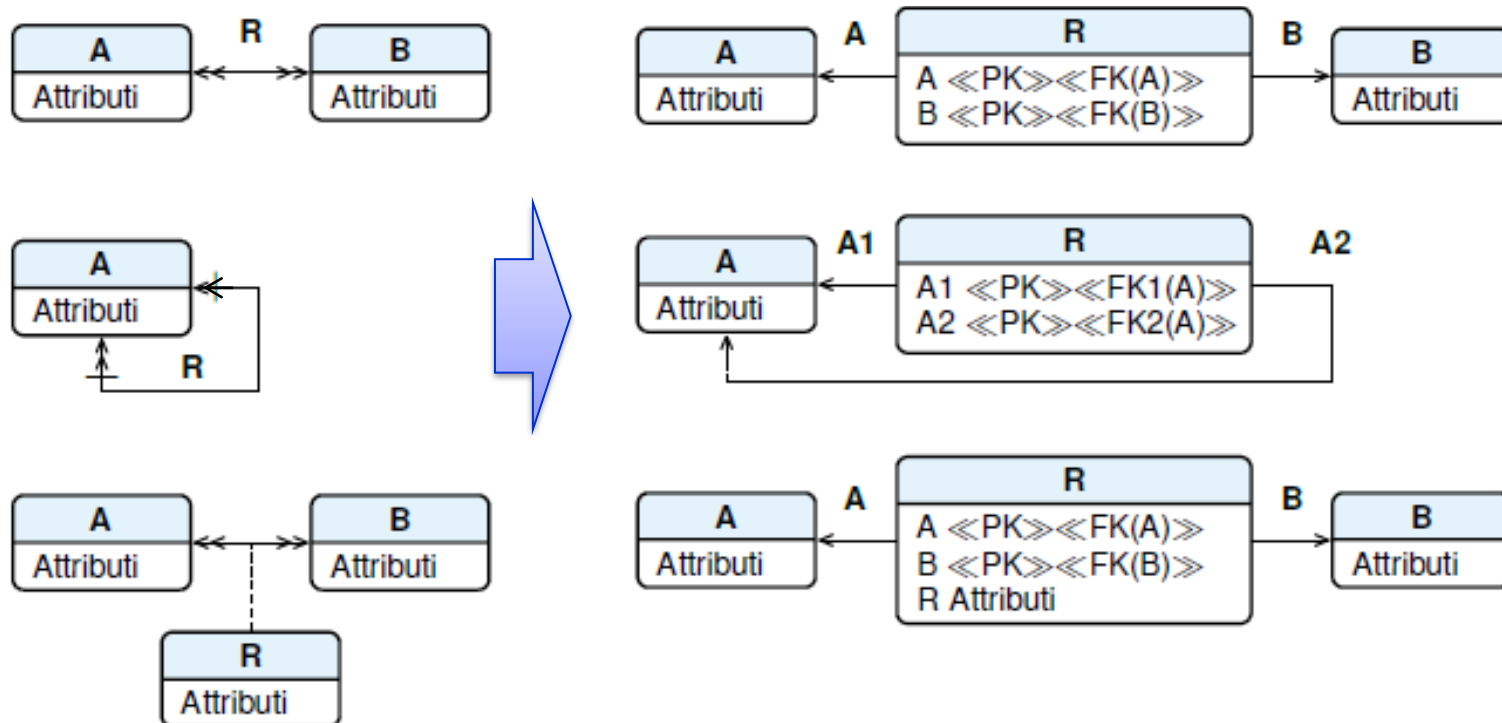 A
Attributi
R
B
Attributi
A
Attributi
A
R
A <<PK>><<FK(A)>>
B <<PK>><<FK(B)>>
B
B
Attributi
A
Attributi
R
A
Attributi
A1
R
A1 <<PK>><<FK1(A)>>
A2 <<PK>><<FK2(A)>>
A2
A
Attributi
B
Attributi
R
Attributi
A
Attributi
A
R
A <<PK>><<FK(A)>>
B <<PK>><<FK(B)>>
R Attributi
B
B
Attributi